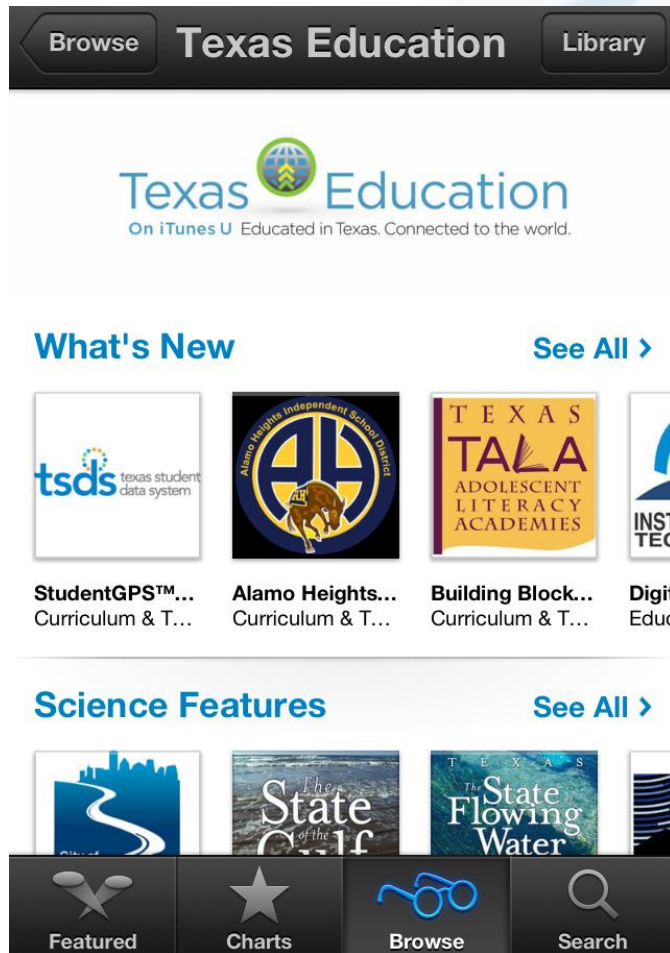 Browse
Texas Education
Library
Texas Education
On iTunes U Educated in Texas. Connected to the world.
What's New
See All >
tsds texas student
data system
Alamo Heights Independent School District
AH
TEXAS
TALA
ADOLESCENT
LITERACY
ACADEMIES
StudentGPS™...
Curriculum & T...
Alamo Heights...
Curriculum & T...
Building Block...
Curriculum & T...
Science Features
See All >
City of
The
State
of the
Gulf
TEXAS
The State
Flowing
Water
Featured
Charts
Browse
Search